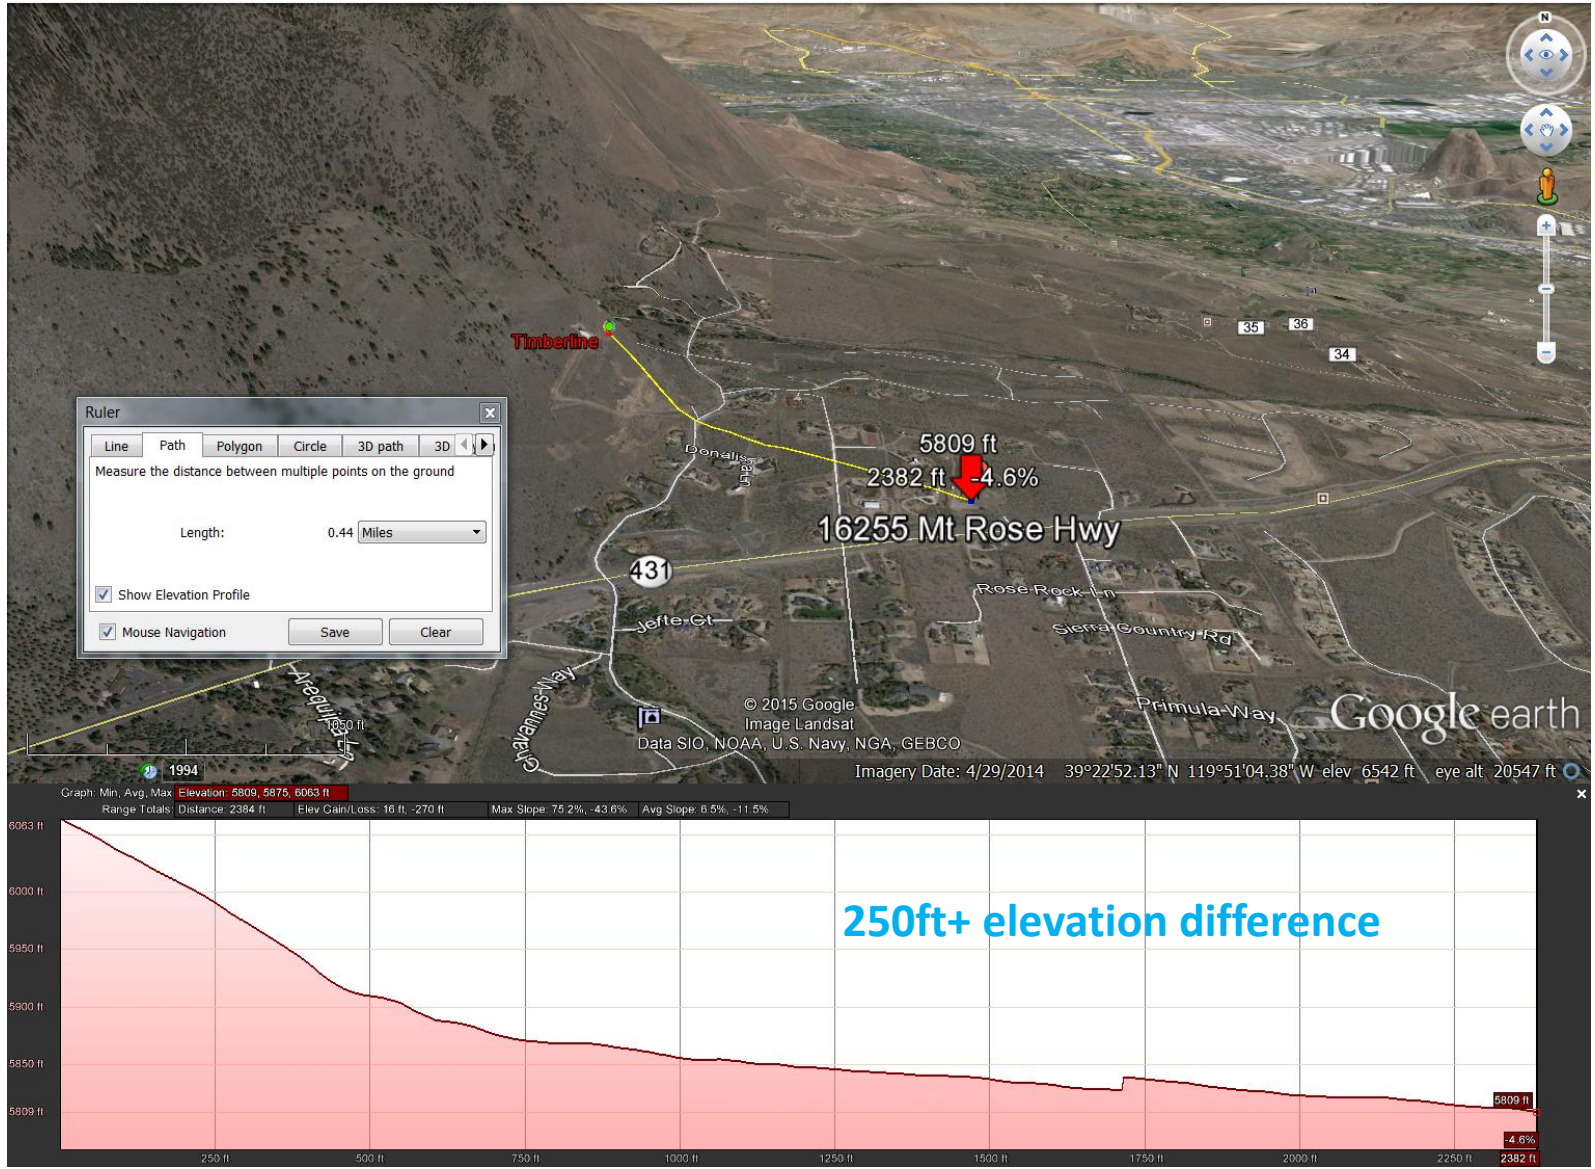 N
Timberline
35
36
34
Ruler
Line Path Polygon Circle 3D path 3D
Measure the distance between multiple points on the ground
Length: 0.44 Miles
Show Elevation Profile
Mouse Navigation Save Clear
Donalis
Ln
5809 ft
2382 ft -4.6%
16255 Mt Rose Hwy
431
Rose Rock Ln
Jefte Ct
Sierra Country Rd
Arequipa Ln
Chavannes Way
Primula Way
1050 ft
© 2015 Google
Image Landsat
Data SIO, NOAA, U.S. Navy, NGA, GEBCO
Google earth
1994
Imagery Date: 4/29/2014 39°22'52.13" N 119°51'04.38" W elev 6542 ft eye alt 20547 ft
Graph: Min, Avg, Max Elevation: 5809, 5875, 6063 ft
Range Totals: Distance: 2384 ft Elev Gain/Loss: 16 ft, -270 ft Max Slope: 75.2%, -43.6% Avg Slope: 6.5%, -11.5%
6063 ft
6000 ft
250ft+ elevation difference
5950 ft
5900 ft
5850 ft
5809 ft
5809 ft
-4.6%
250 ft 500 ft 750 ft 1000 ft 1250 ft 1500 ft 1750 ft 2000 ft 2250 ft 2382 ft